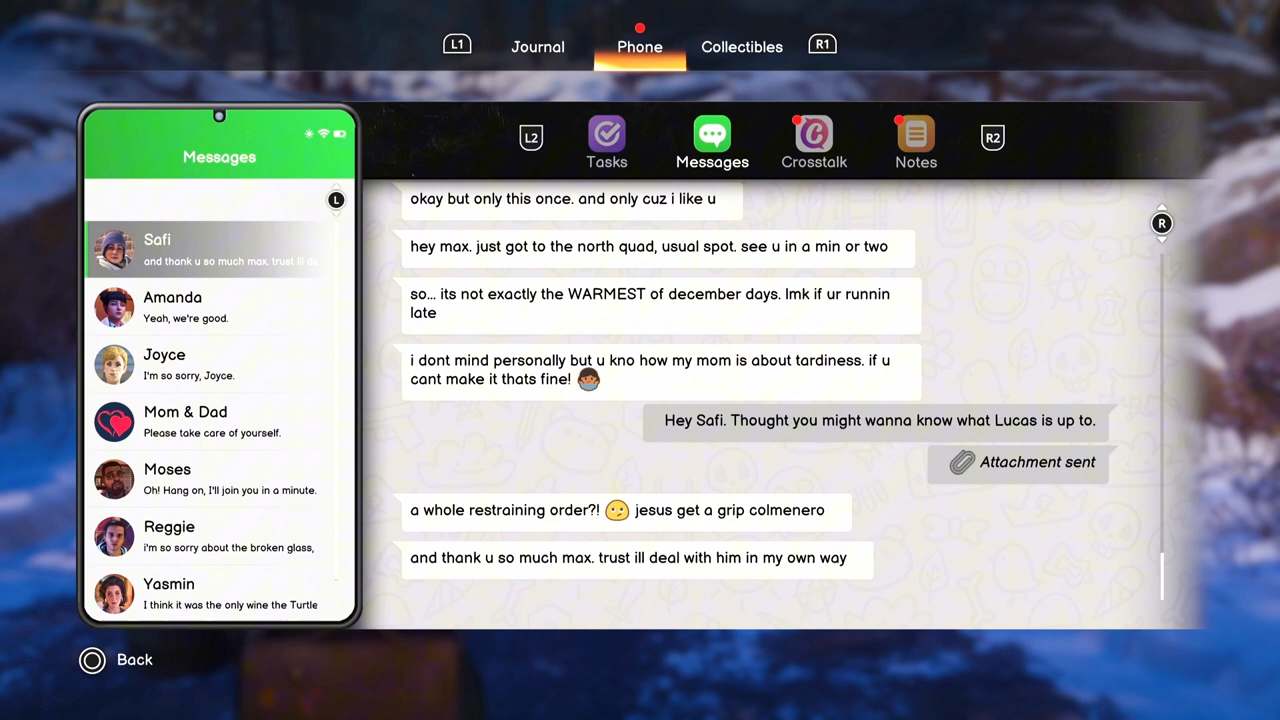 L1
Journal
Phone
Collectibles
R1
Messages
L
Safi
and thank u so much max. trust ill de
Amanda
Yeah, we're good.
Joyce
I'm so sorry, Joyce.
Mom & Dad
Please take care of yourself.
Moses
Oh! Hang on, I'll join you in a minute.
Reggie
i'm so sorry about the broken glass,
Yasmin
I think it was the only wine the Turtle
L2
Tasks
Messages
Crosstalk
Notes
R2
okay but only this once. and only cuz i like u
hey max. just got to the north quad, usual spot. see u in a min or two
so... its not exactly the WARMEST of december days. lmk if ur runnin
late
i dont mind personally but u kno how my mom is about tardiness. if u
cant make it thats fine!
Hey Safi. Thought you might wanna know what Lucas is up to.
Attachment sent
a whole restraining order?! jesus get a grip colmenero
and thank u so much max. trust ill deal with him in my own way
R
Back